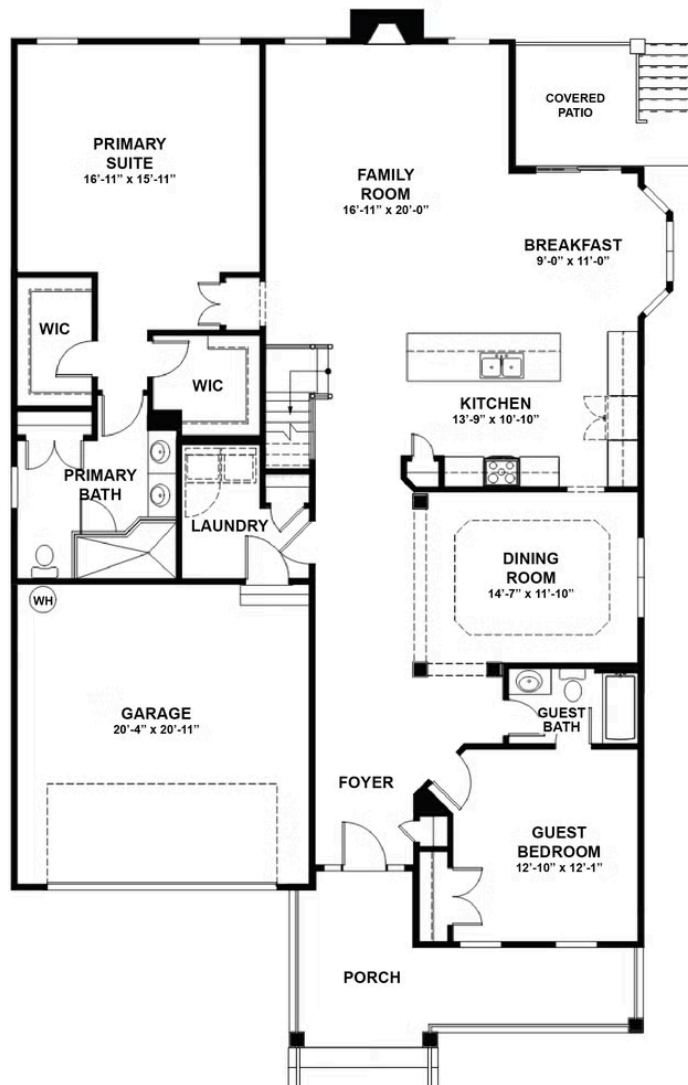 COVERED
PATIO
PRIMARY
SUITE
16'-11" x 15'-11"
FAMILY
ROOM
16'-11" x 20'-0"
BREAKFAST
9'-0" x 11'-0"
WIC
WIC
KITCHEN
13'-9" x 10'-10"
PRIMARY
BATH
LAUNDRY
DINING
ROOM
14'-7" x 11'-10"
WH
GARAGE
20'-4" x 20'-11"
GUEST
BATH
FOYER
GUEST
BEDROOM
12'-10" x 12'-1"
PORCH